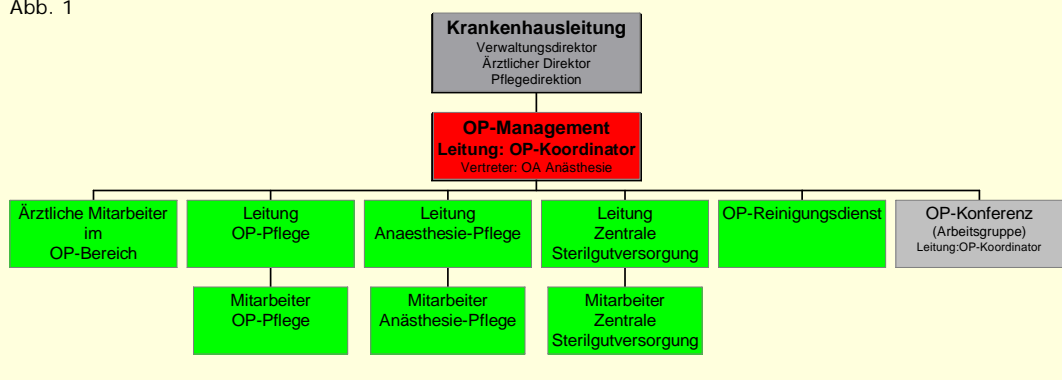 Abb. 1
Krankenhausleitung
Verwaltungsdirektor
Ärztlicher Direktor
Pflegedirektion
OP-Management
Leitung: OP-Koordinator
Vertreter: OA Anästhesie
Ärztliche Mitarbeiter
im
OP-Bereich
Leitung
OP-Pflege
Leitung
Anaesthesie-Pflege
Leitung
Zentrale
Sterilgutversorgung
OP-Reinigungsdienst
OP-Konferenz
(Arbeitsgruppe)
Leitung:OP-Koordinator
Mitarbeiter
OP-Pflege
Mitarbeiter
Anästhesie-Pflege
Mitarbeiter
Zentrale
Sterilgutversorgung